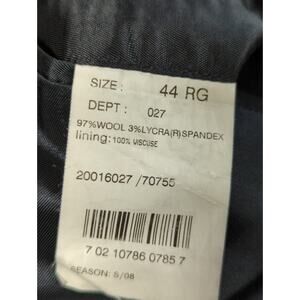 SIZE: 44 RG
DEPT: 027
97%WOOL 3%LYCRA(R)SPANDEX
lining: 100% VISCUSE
20016027 /70755
7 02 10786 0785 7
SEASON: S/08